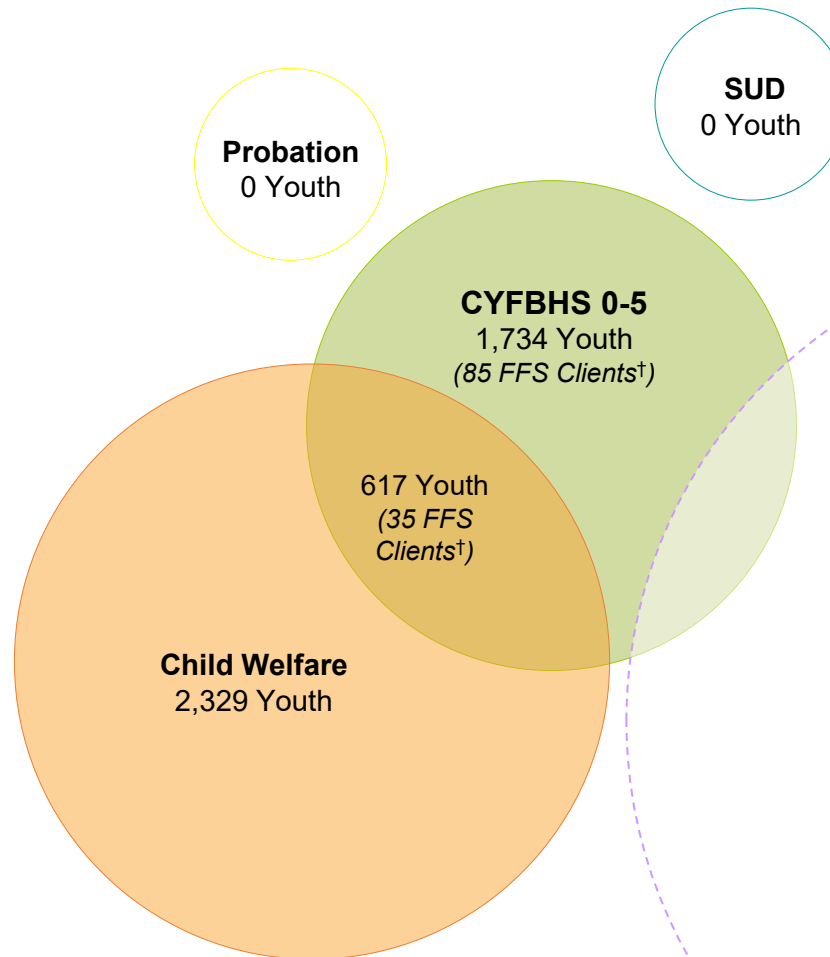 SUD
0 Youth
Probation
0 Youth
CYFBHS 0-5
1,734 Youth
(85 FFS Clients†)
617 Youth
(35 FFS
Clients†)
Child Welfare
2,329 Youth